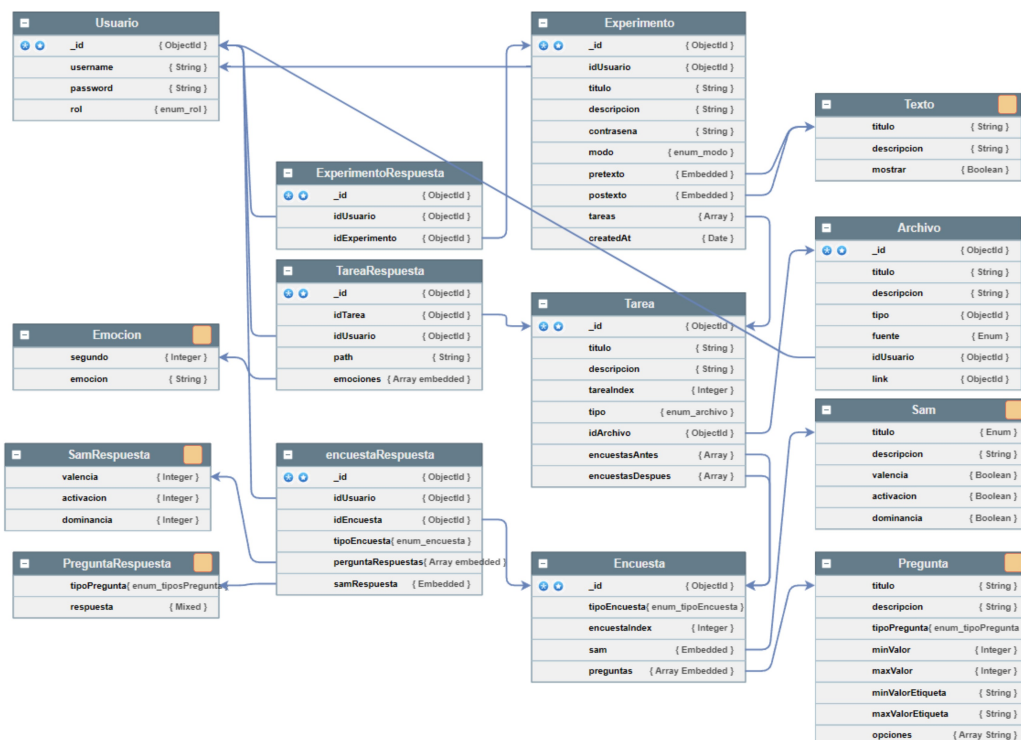 Usuario
_id { ObjectId }
username { String }
password { String }
rol { enum_rol }
Experimento
_id { ObjectId }
idUsuario { ObjectId }
titulo { String }
descripcion { String }
contrasena { String }
modo { enum_modo }
pretexto { Embedded }
postexto { Embedded }
tareas { Array }
createdAt { Date }
Texto
titulo { String }
descripcion { String }
mostrar { Boolean }
ExperimentoRespuesta
_id { ObjectId }
idUsuario { ObjectId }
idExperimento { ObjectId }
Archivo
_id { ObjectId }
titulo { String }
descripcion { String }
tipo { ObjectId }
fuente { Enum }
idUsuario { ObjectId }
link { ObjectId }
TareaRespuesta
_id { ObjectId }
idTarea { ObjectId }
idUsuario { ObjectId }
path { String }
emociones { Array embedded }
Tarea
_id { ObjectId }
titulo { String }
descripcion { String }
tareaIndex { Integer }
tipo { enum_archivo }
idArchivo { ObjectId }
encuestasAntes { Array }
encuestasDespues { Array }
Emocion
segundo { Integer }
emocion { String }
Sam
titulo { Enum }
descripcion { String }
valencia { Boolean }
activacion { Boolean }
dominancia { Boolean }
SamRespuesta
valencia { Integer }
activacion { Integer }
dominancia { Integer }
encuestaRespuesta
_id { ObjectId }
idUsuario { ObjectId }
idEncuesta { ObjectId }
tipoEncuesta{ enum_encuesta }
perguntaRespuestas{ Array embedded }
samRespuesta { Embedded }
PreguntaRespuesta
tipoPregunta{ enum_tiposPregunta
respuesta { Mixed }
Encuesta
_id { ObjectId }
tipoEncuesta{ enum_tipoEncuesta }
encuestaIndex { Integer }
sam { Embedded }
preguntas { Array Embedded }
Pregunta
titulo { String }
descripcion { String }
tipoPregunta{ enum_tipoPregunta
minValor { Integer }
maxValor { Integer }
minValorEtiqueta { String }
maxValorEtiqueta { String }
opciones { Array String }